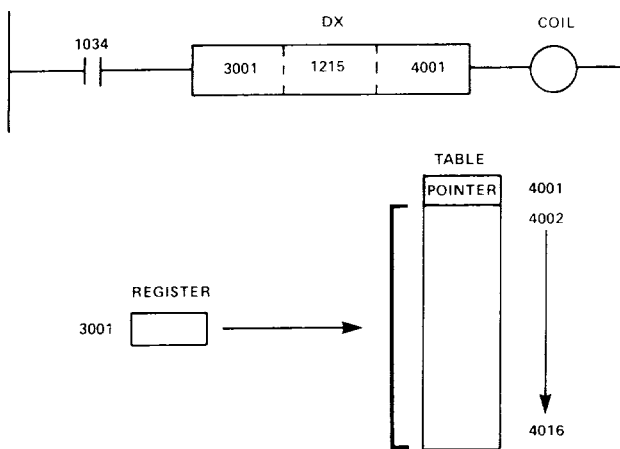 DX
COIL
1034
3001 1215 4001
TABLE
POINTER 4001
4002
REGISTER
3001
4016